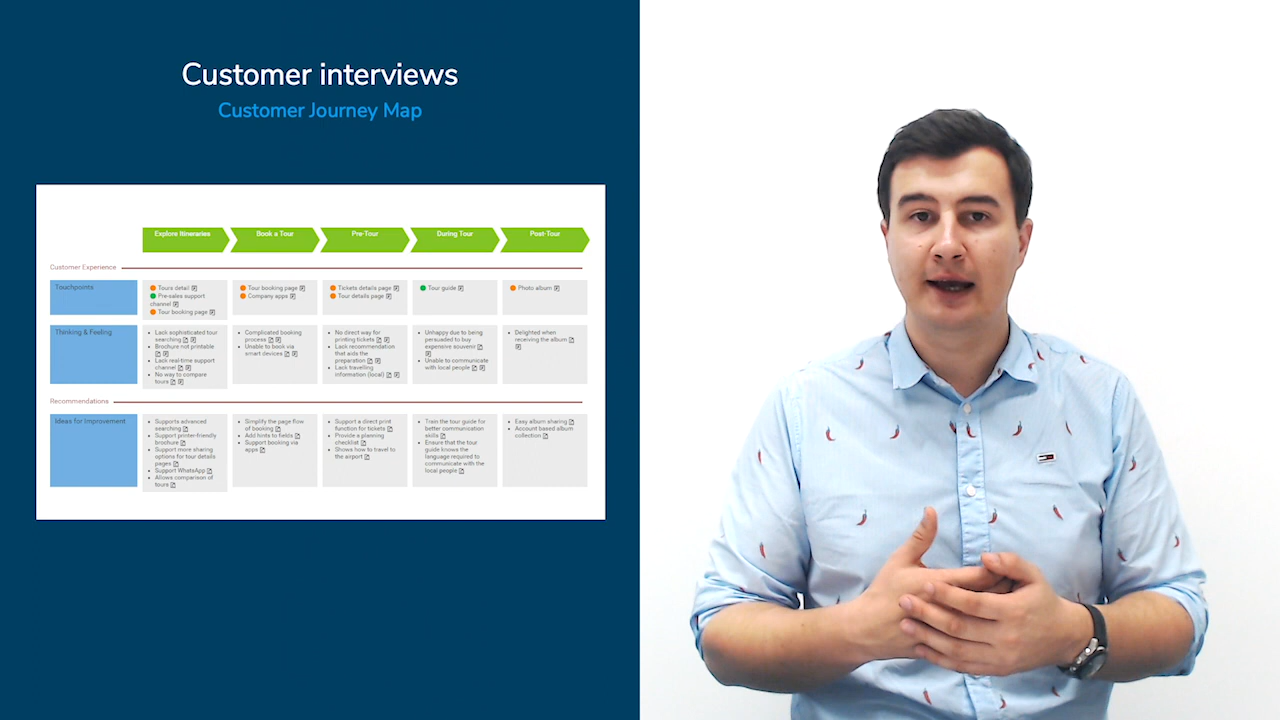 Customer interviews
Customer Journey Map
Explore Itineraries
Book a Tour
Pre-Tour
During Tour
Post-Tour
Customer Experience
Touchpoints
Tours detail
Pre-sales support
channel
Tour booking page
Tour booking page
Company apps
Tickets details page
Tour details page
Tour guide
Photo album
Thinking & Feeling
Lack sophisticated tour
searching
Brochure not printable
Lack real-time support
channel
No way to compare
tours
Complicated booking
process
Unable to book via
smart devices
No direct way for
printing tickets
Lack recommendation
that aids the
preparation
Lack travelling
information (local)
Unhappy due to being
persuaded to buy
expensive souvenir
Unable to communicate
with local people
Delighted when
receiving the album
Recommendations
Ideas for Improvement
Supports advanced
searching
Support printer-friendly
brochure
Support more sharing
options for tour details
pages
Support WhatsApp
Allows comparison of
tours
Simplify the page flow
of booking
Add hints to fields
Support booking via
apps
Support a direct print
function for tickets
Provide a planning
checklist
Shows how to travel to
the airport
Train the tour guide for
better communication
skills
Ensure that the tour
guide knows the
language required to
communicate with the
local people
Easy album sharing
Account based album
collection